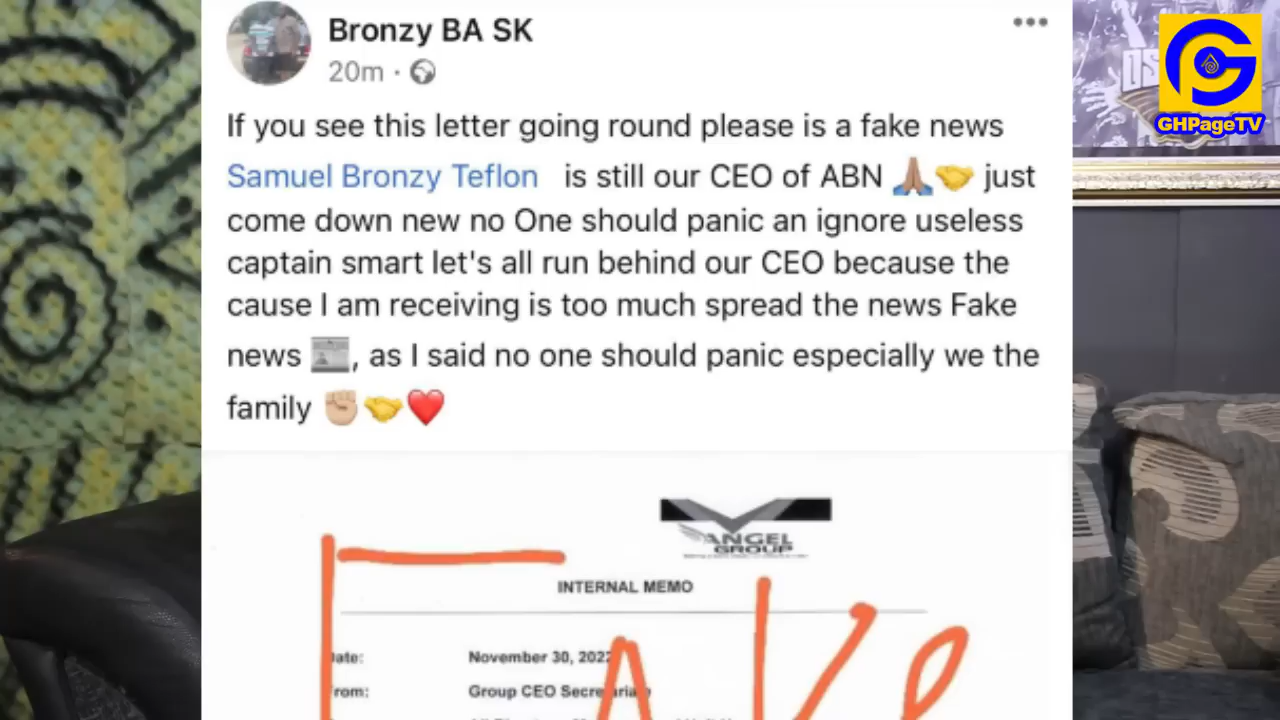 Bronzy BA SK
20m
If you see this letter going round please is a fake news
Samuel Bronzy Teflon is still our CEO of ABN 🙏🏽🤝 just
come down new no One should panic an ignore useless
captain smart let's all run behind our CEO because the
cause I am receiving is too much spread the news Fake
news 📰, as I said no one should panic especially we the
family ✊🏼🤝❤️
GHPageTV
ANGEL
GROUP
INTERNAL MEMO
Date:
November 30, 2022
From:
Group CEO Secretariat
Fake